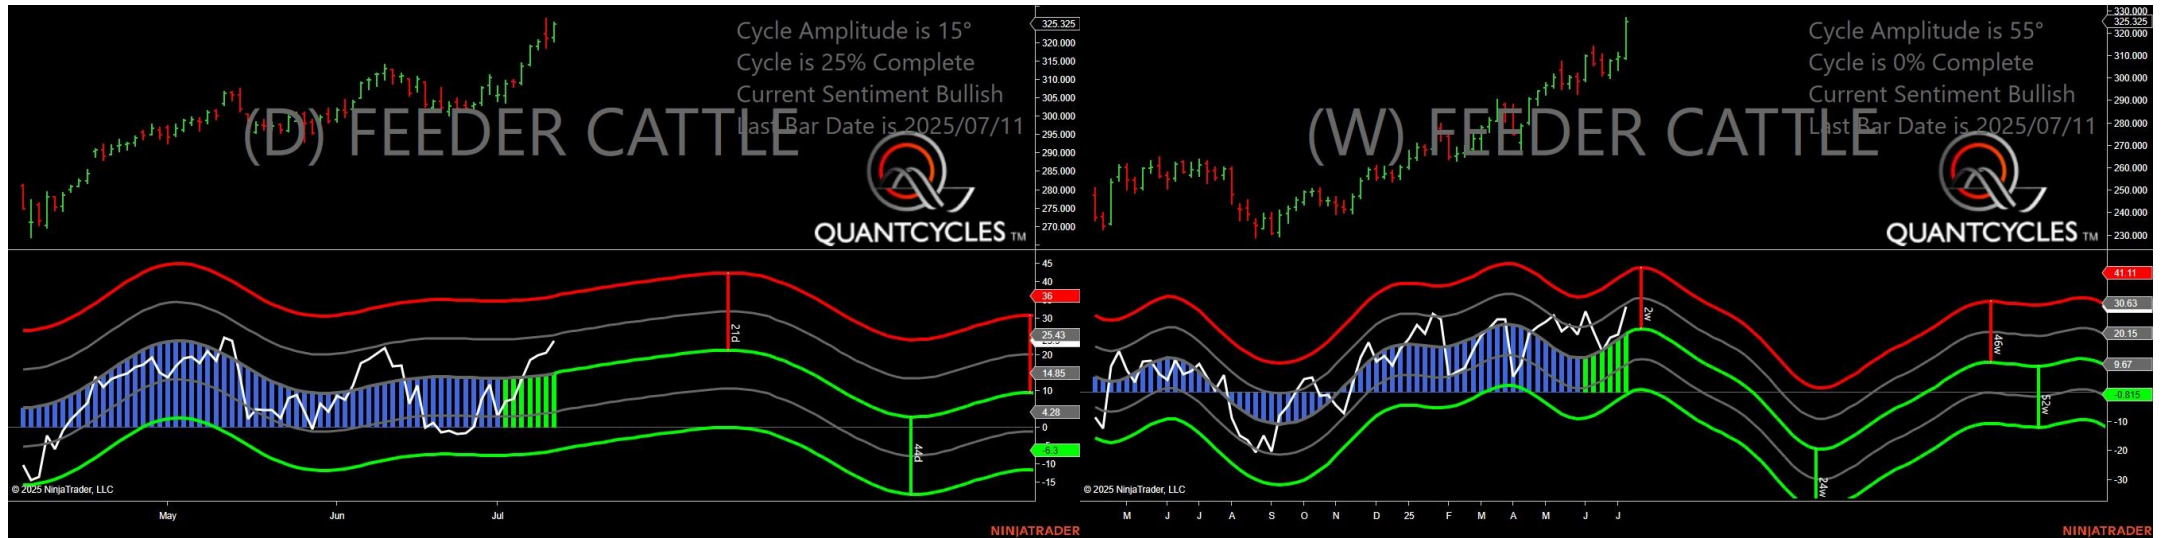 Cycle Amplitude is 15°
Cycle is 25% Complete
Current Sentiment Bullish
Last Bar Date is 2025/07/11
(D) FEEDER CATTLE
QUANTCYCLES TM
325.325
320.000
315.000
310.000
305.000
300.000
295.000
290.000
285.000
280.000
275.000
270.000
45
40
36
30
25.43
20
14.85
10
4.28
0
-6.3
-10
-15
21d
44d
© 2025 NinjaTrader, LLC
May
Jun
Jul
NINJATRADER
Cycle Amplitude is 55°
Cycle is 0% Complete
Current Sentiment Bullish
Last Bar Date is 2025/07/11
(W) FEEDER CATTLE
QUANTCYCLES TM
330.000
325.325
320.000
310.000
300.000
290.000
280.000
270.000
260.000
250.000
240.000
230.000
41.11
30.63
20.15
9.67
-0.815
-10
-20
-30
2w
46w
52w
24w
© 2025 NinjaTrader, LLC
M J J A S O N D 25 F M A M J J
NINJATRADER